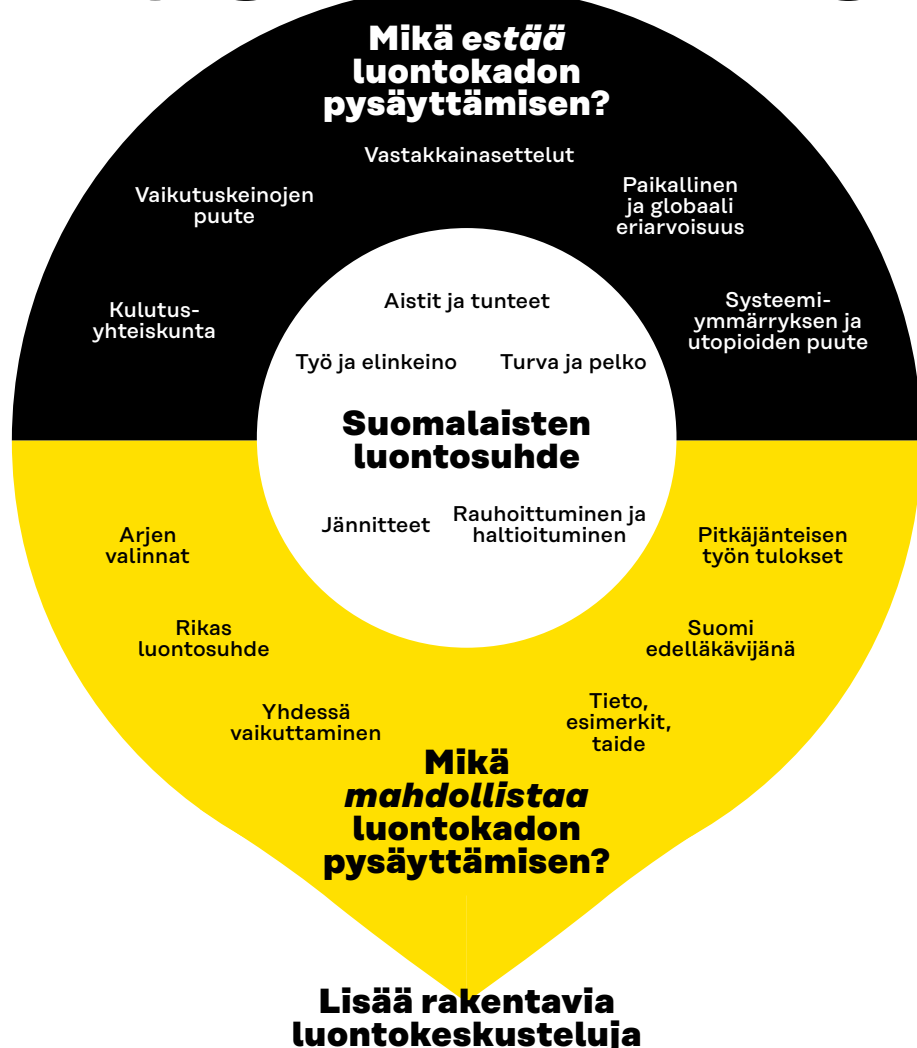 Mikä estää
luontokadon
pysäyttämisen?
Vastakkainasettelut
Vaikutuskeinojen
puute
Paikallinen
ja globaali
eriarvoisuus
Kulutus-
yhteiskunta
Systeemi-
ymmärryksen ja
utopioiden puute
Aistit ja tunteet
Työ ja elinkeino
Turva ja pelko
Suomalaisten
luontosuhde
Jännitteet
Rauhoittuminen ja
haltioituminen
Arjen
valinnat
Pitkäjänteisen
työn tulokset
Rikas
luontosuhde
Suomi
edelläkävijänä
Yhdessä
vaikuttaminen
Tieto,
esimerkit,
taide
Mikä
mahdollistaa
luontokadon
pysäyttämisen?
Lisää rakentavia
luontokeskusteluja